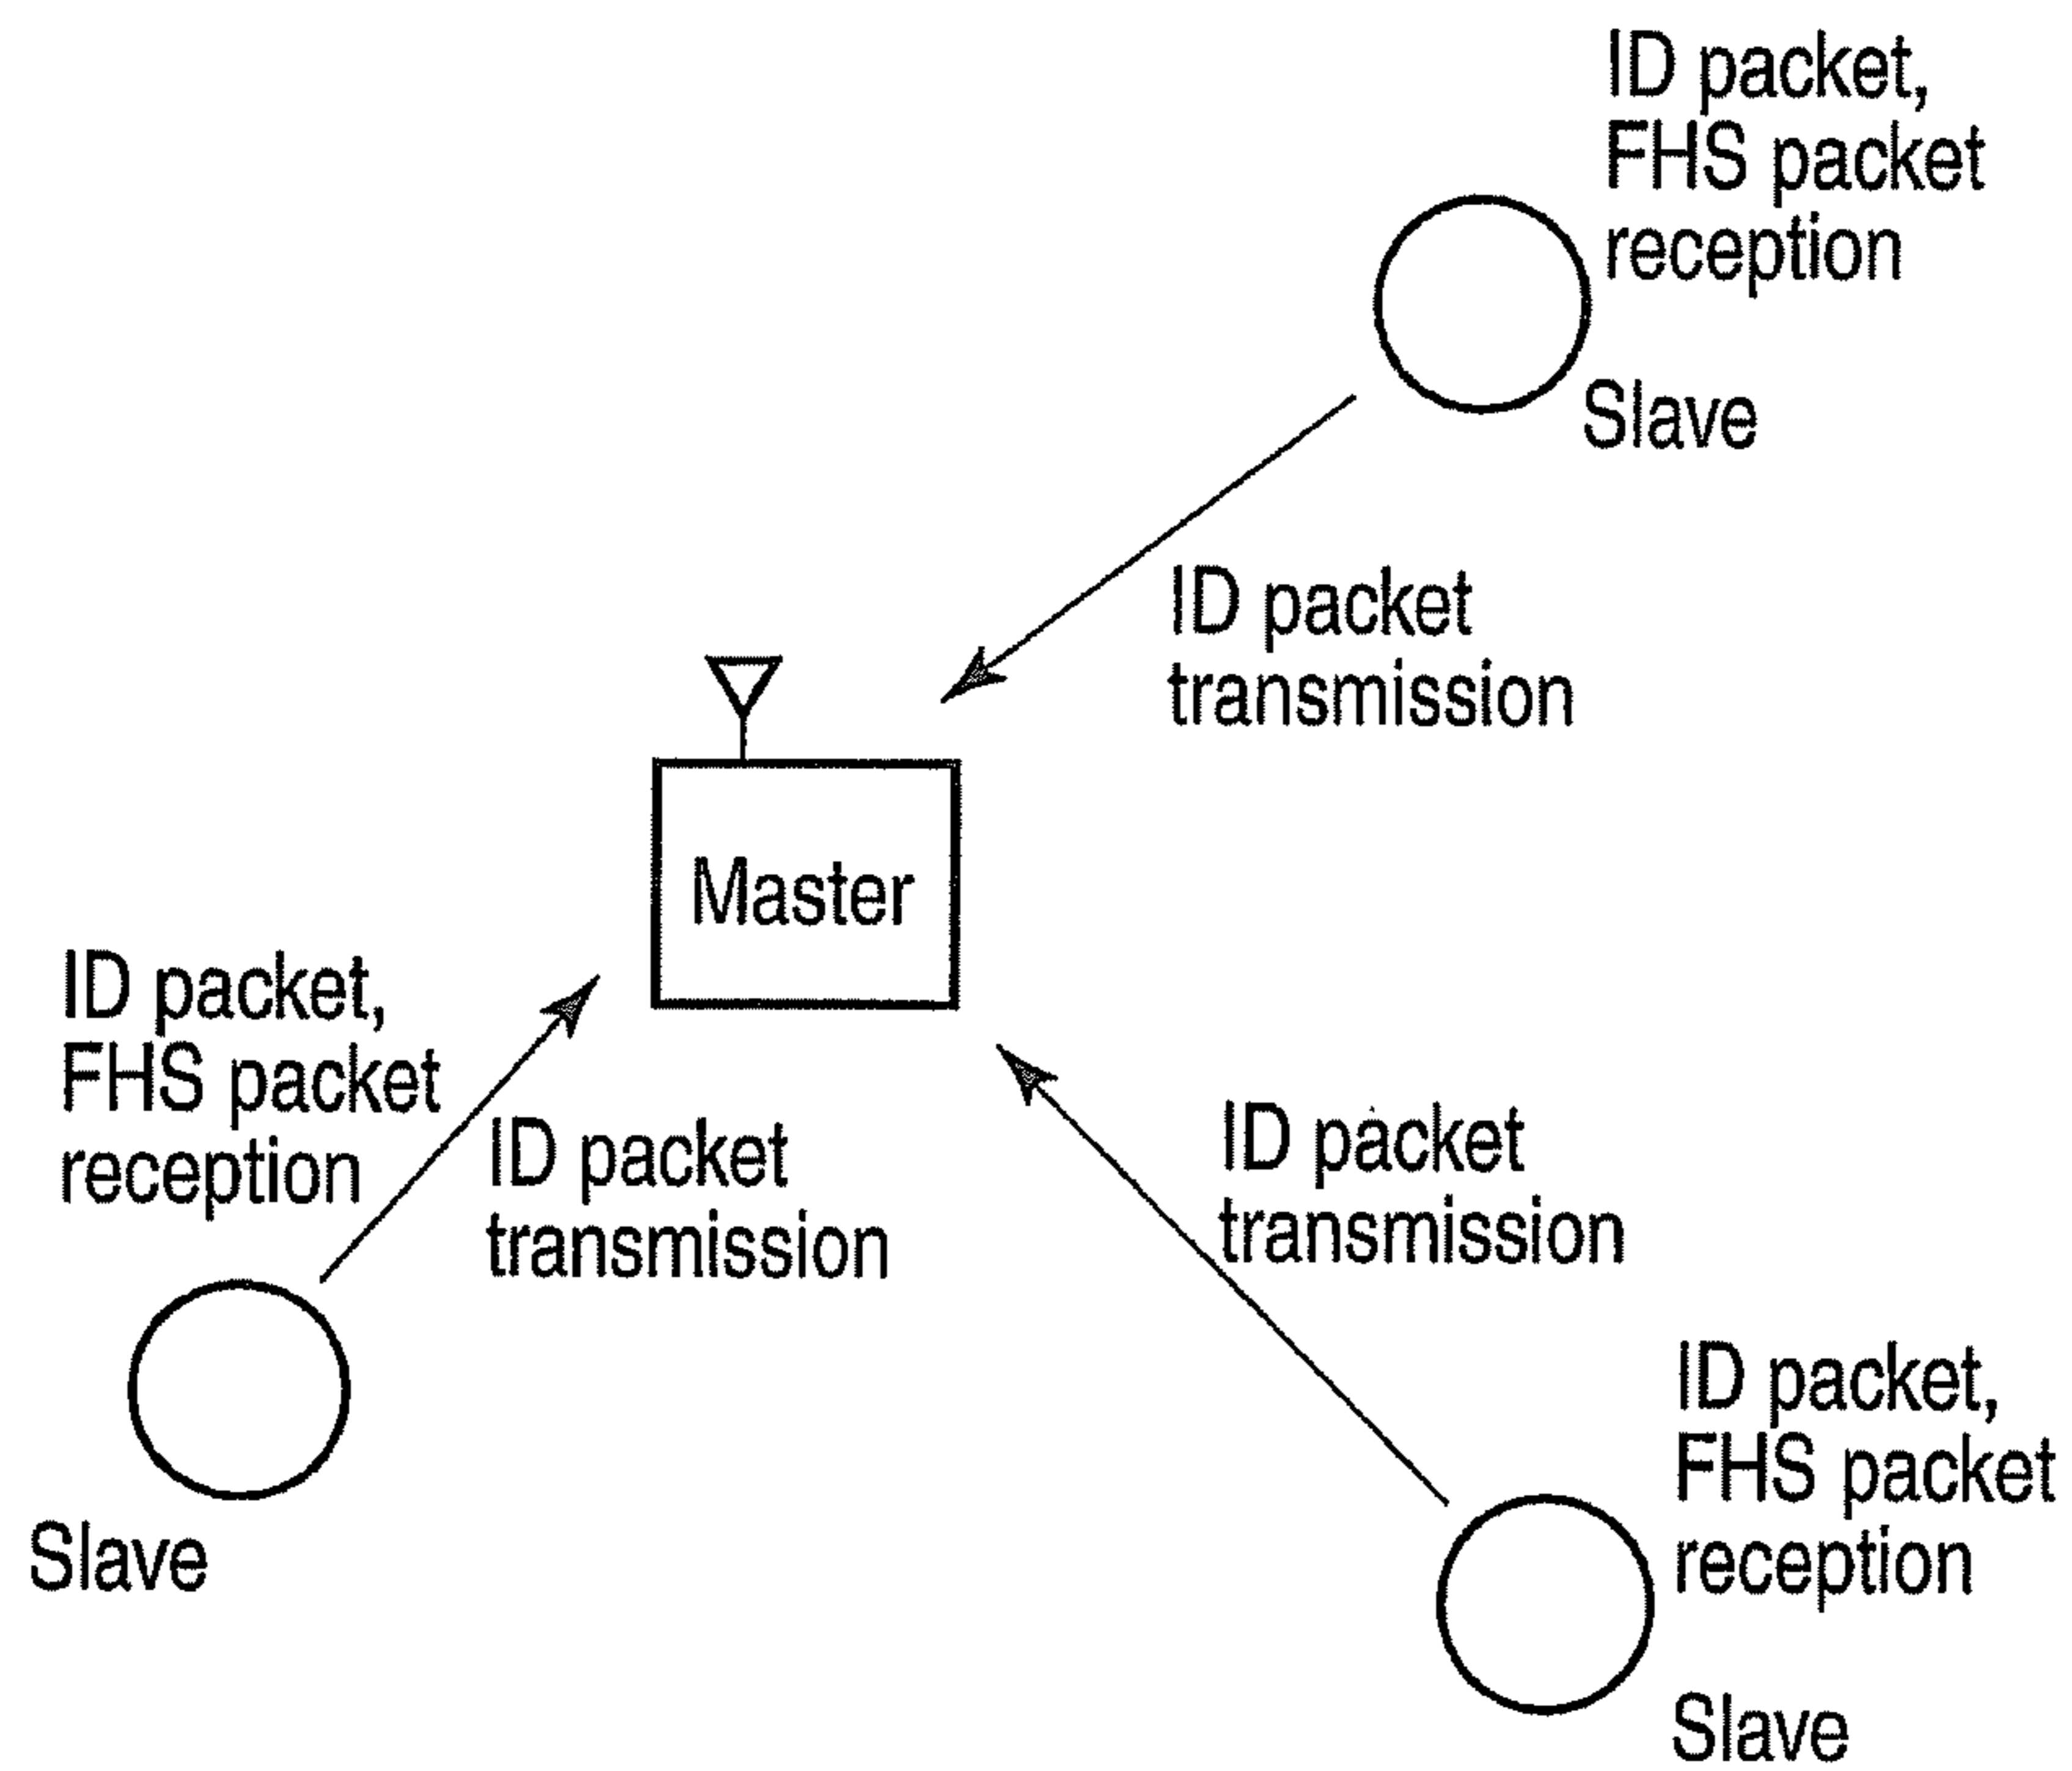 ID packet,
FHS packet
reception
Slave
ID packet
transmission
Master
ID packet,
FHS packet
reception
ID packet
transmission
Slave
ID packet
transmission
ID packet,
FHS packet
reception
Slave